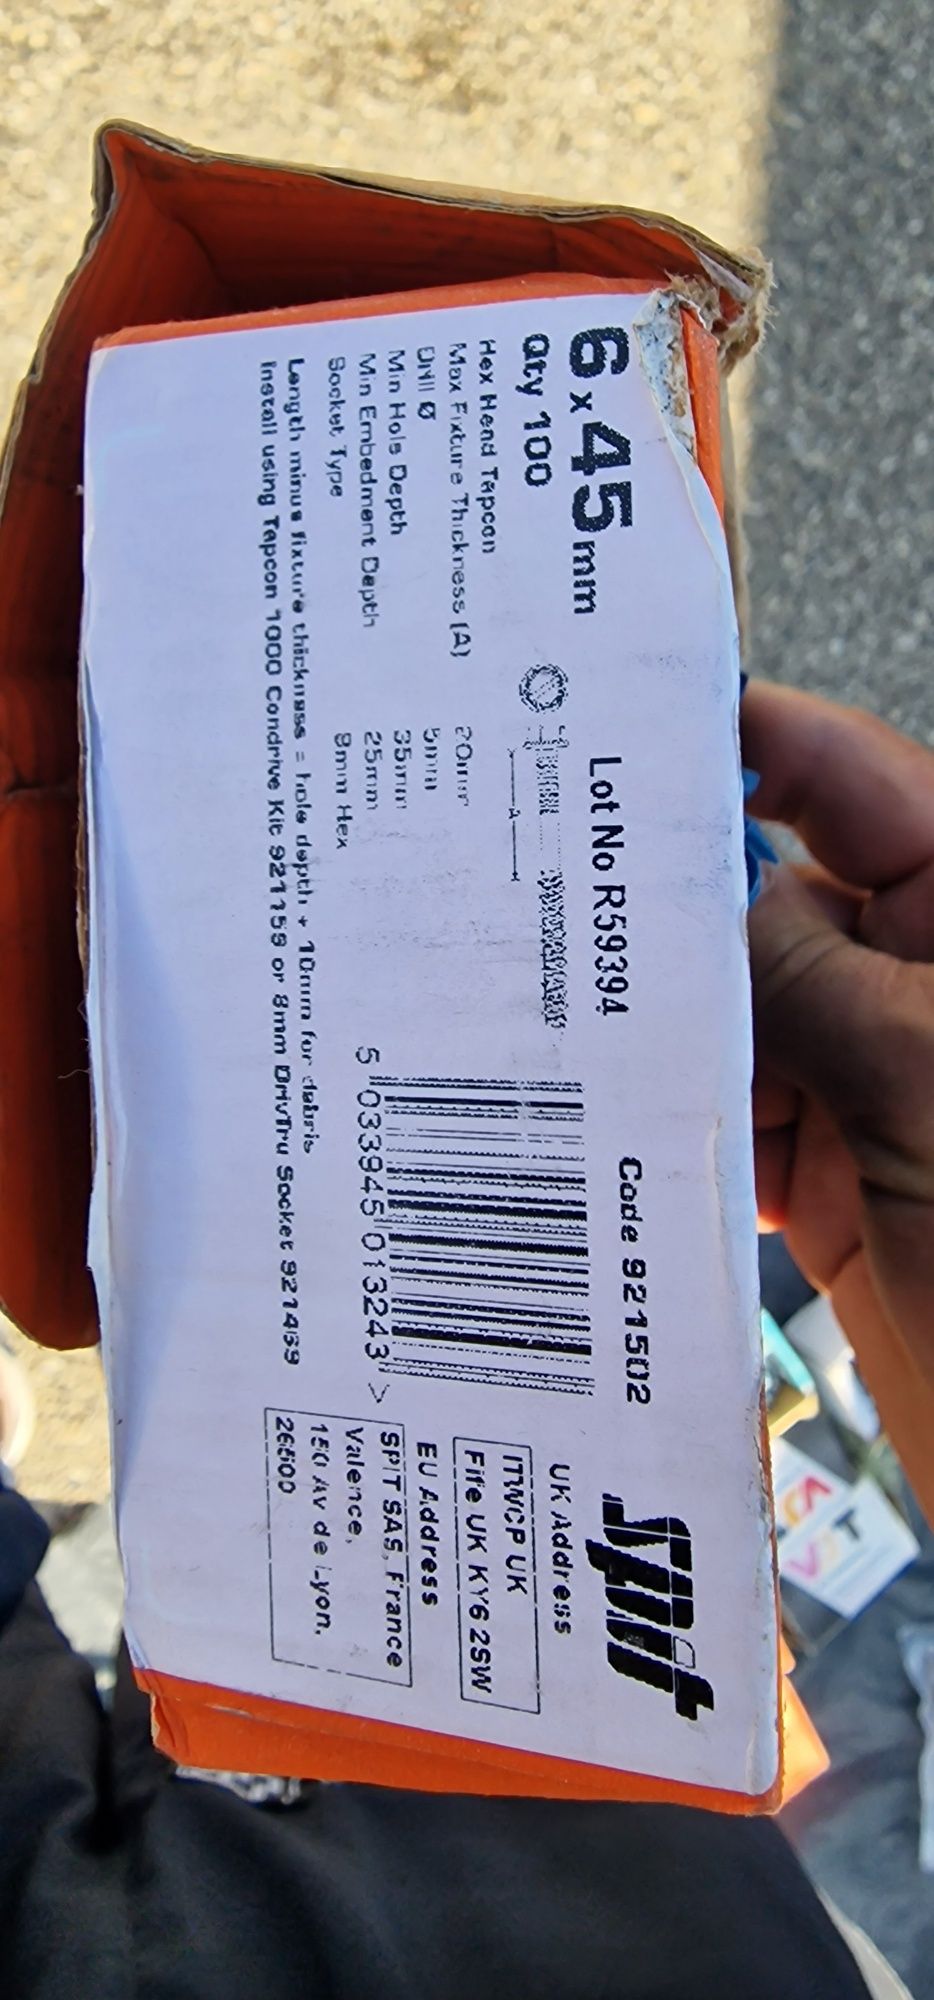 6 x 45mm
Qty 100
Lot No R59394
Code 921502
Spit
Hex Head Tapcon
Max Fixture Thickness (A) 20mm
Drill Ø 5mm
Min Hole Depth 35mm
Min Embedment Depth 25mm
Socket Type 8mm Hex
Length minus fixture thickness = hole depth + 10mm for debris
Install using Tapcon 1000 Condrive Kit 921159 or 8mm DrivTru Socket 921469
A
5 033945 013243 >
UK Address
ITWCP UK
Fife UK KY6 2SW
EU Address
SPIT SAS, France
Valence,
150 Av de Lyon,
26500